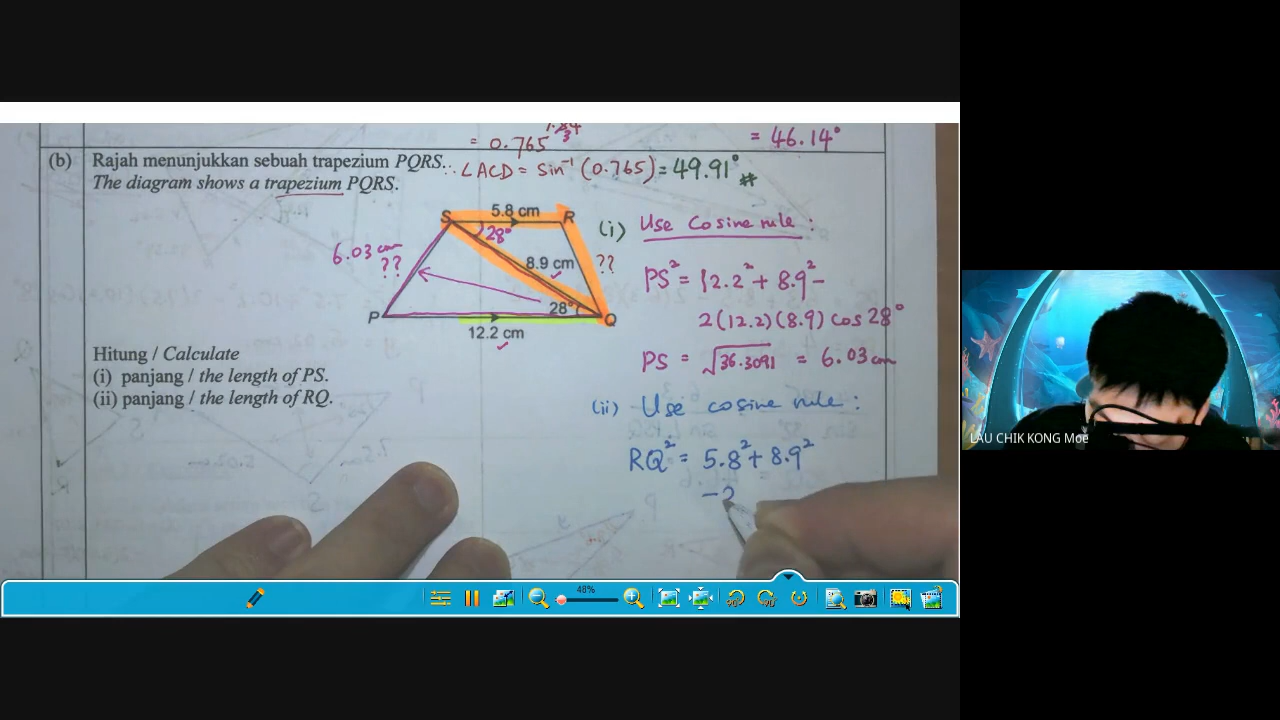 1.84
= 0.765 3
= 46.14°
(b) Rajah menunjukkan sebuah trapezium PQRS.
∴ ∠ACD = sin⁻¹ (0.765) = 49.91° #
The diagram shows a trapezium PQRS.
5.8 cm
S
R
28°
(i) Use Cosine rule :
6.03 cm
??
8.9 cm
??
PS² = 12.2² + 8.9² −
28°
P
Q
12.2 cm
2(12.2)(8.9) cos 28°
Hitung / Calculate
PS = √36.3091 = 6.03 cm
(i) panjang / the length of PS.
(ii) panjang / the length of RQ.
(ii) Use cosine rule :
RQ² = 5.8² + 8.9²
−2
48%
LAU CHIK KONG Moe